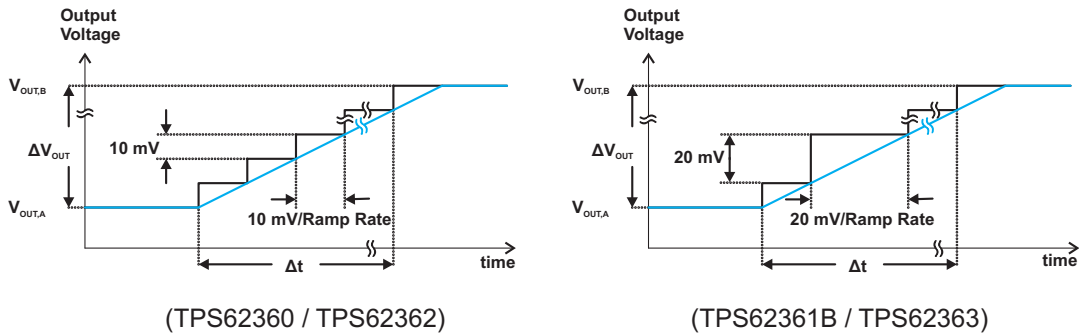 Output
Voltage
V_OUT,B
ΔV_OUT
V_OUT,A
10 mV
10 mV/Ramp Rate
Δt
time
(TPS62360 / TPS62362)
Output
Voltage
V_OUT,B
ΔV_OUT
V_OUT,A
20 mV
20 mV/Ramp Rate
Δt
time
(TPS62361B / TPS62363)